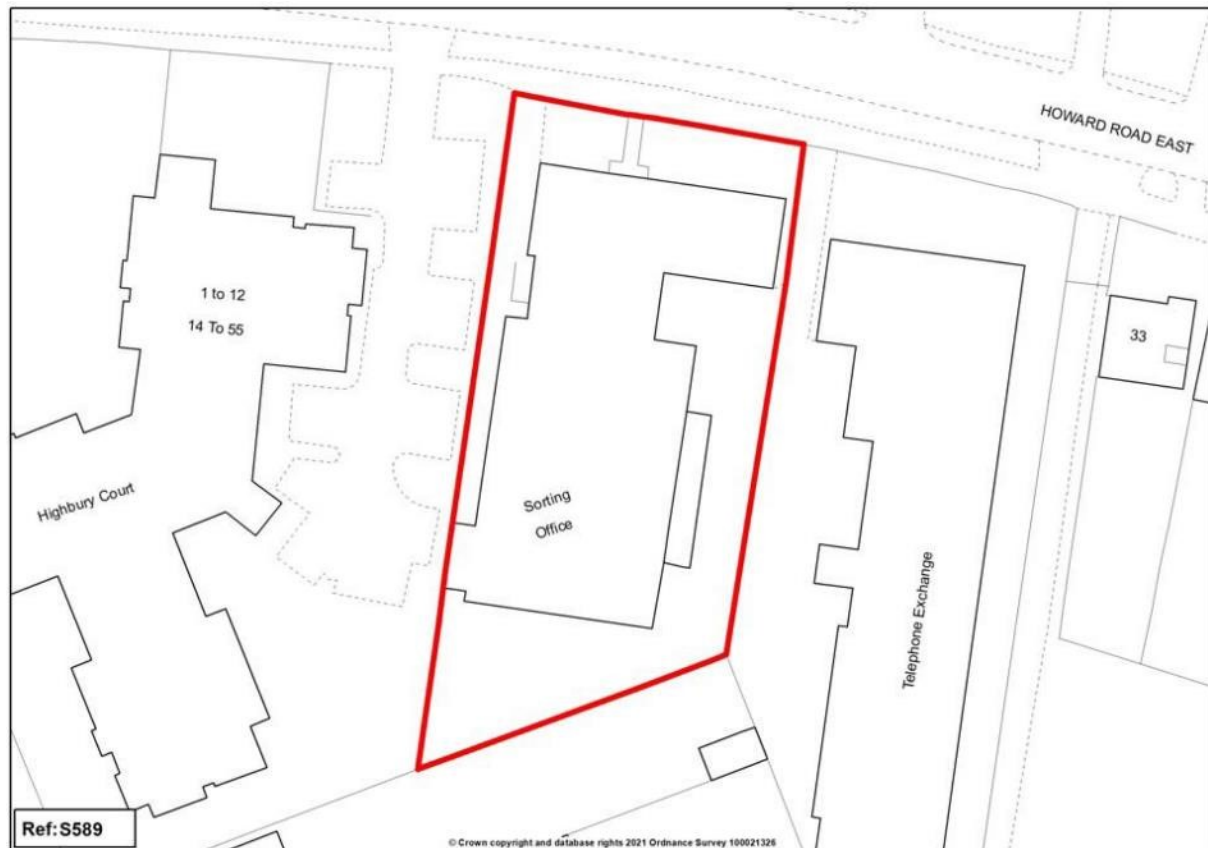 HOWARD ROAD EAST
1 to 12
14 To 55
33
Highbury Court
Sorting
Office
Telephone Exchange
Ref:S589
© Crown copyright and database rights 2021 Ordnance Survey 100021326